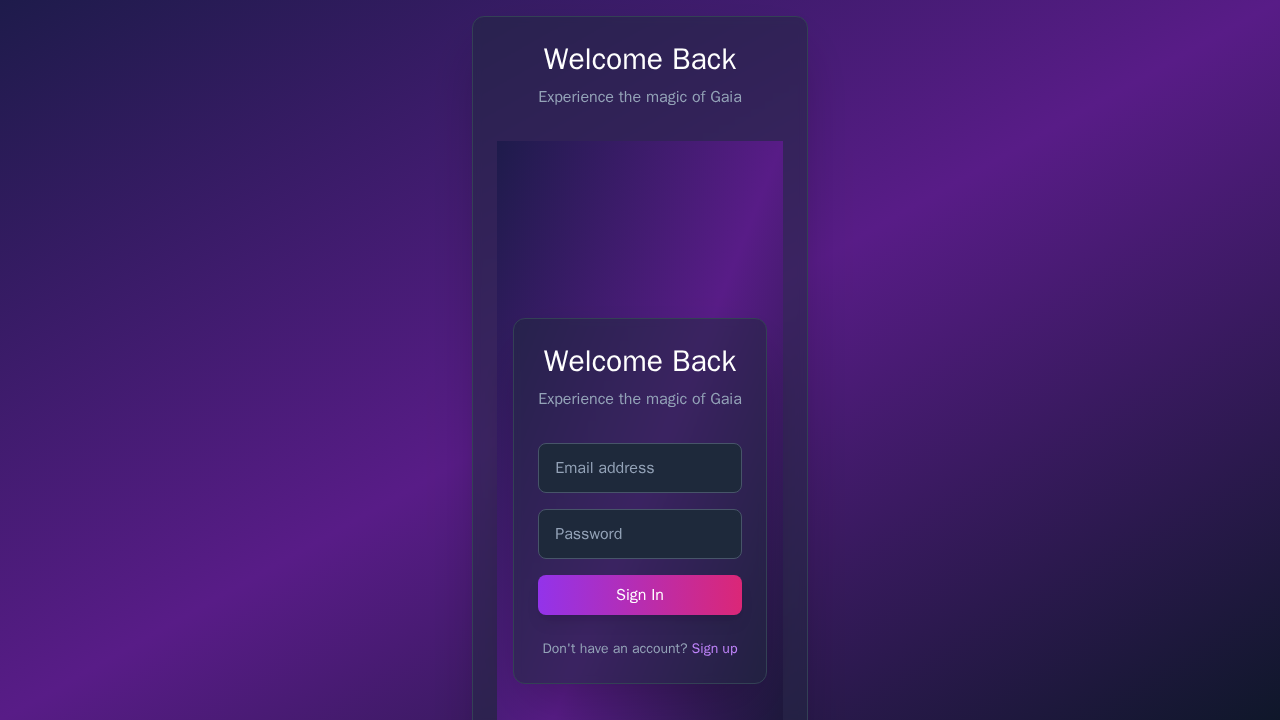 Welcome Back
Experience the magic of Gaia
Welcome Back
Experience the magic of Gaia
Email address
Password
Sign In
Don't have an account? Sign up